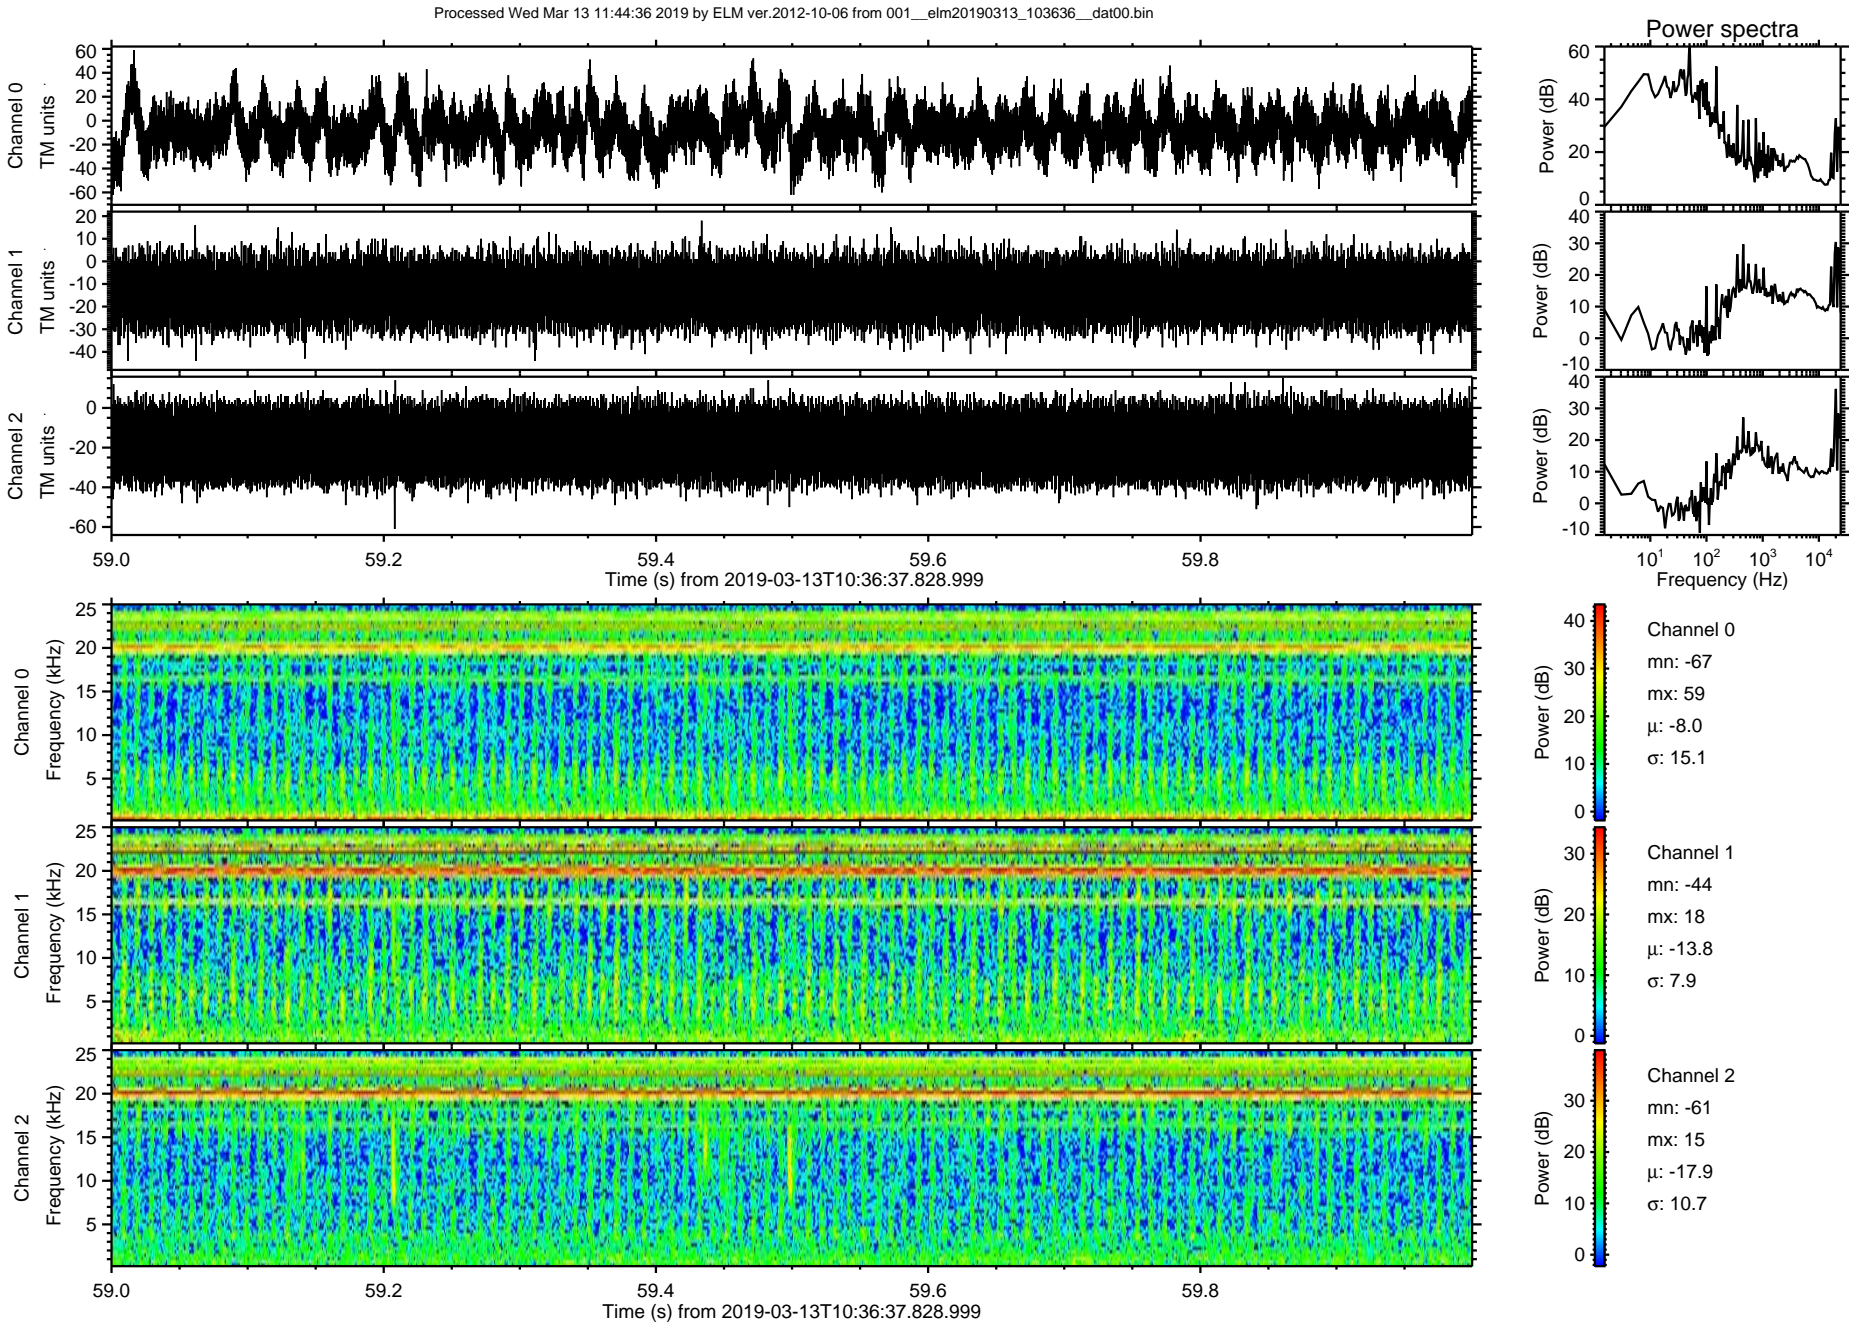 Processed Wed Mar 13 11:44:36 2019 by ELM ver.2012-10-06 from 001__elm20190313_103636__dat00.bin
Power spectra
Channel 0
TM units
60
40
20
0
-20
-40
-60
Power (dB)
60
40
20
0
Channel 1
TM units
20
10
0
-10
-20
-30
-40
Power (dB)
40
30
20
10
0
-10
Channel 2
TM units
0
-20
-40
-60
Power (dB)
40
30
20
10
0
-10
59.0 59.2 59.4 59.6 59.8
Time (s) from 2019-03-13T10:36:37.828.999
10¹ 10² 10³ 10⁴
Frequency (Hz)
Channel 0
Frequency (kHz)
25
20
15
10
5
Power (dB)
40
30
20
10
0
Channel 0
mn: -67
mx: 59
μ: -8.0
σ: 15.1
Channel 1
Frequency (kHz)
25
20
15
10
5
Power (dB)
30
20
10
0
Channel 1
mn: -44
mx: 18
μ: -13.8
σ: 7.9
Channel 2
Frequency (kHz)
25
20
15
10
5
Power (dB)
30
20
10
0
Channel 2
mn: -61
mx: 15
μ: -17.9
σ: 10.7
59.0 59.2 59.4 59.6 59.8
Time (s) from 2019-03-13T10:36:37.828.999